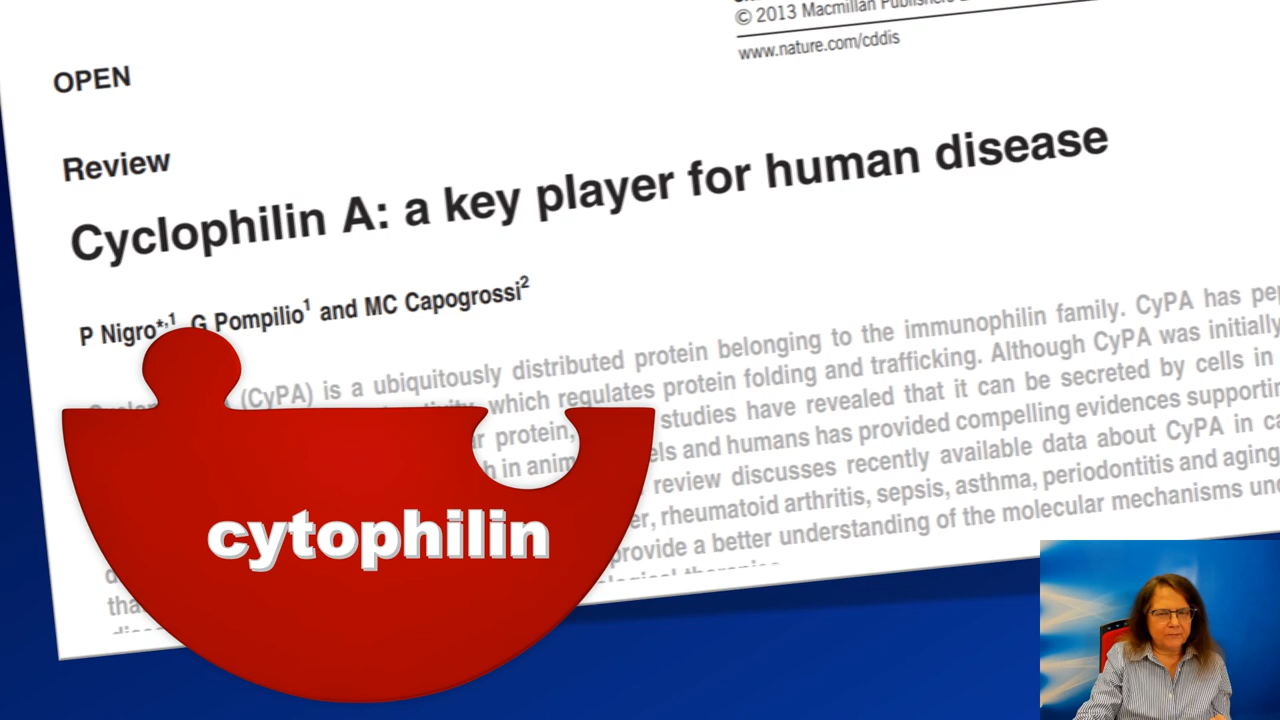 © 2013 Macmillan Publishers
www.nature.com/cddis
OPEN
Review
Cyclophilin A: a key player for human disease
P Nigro*,1, G Pompilio1 and MC Capogrossi2
(CyPA) is a ubiquitously distributed protein belonging to the immunophilin family. CyPA has
which regulates protein folding and trafficking. Although CyPA was initially
protein, studies have revealed that it can be secreted by cells in
in and humans has provided compelling evidences
review discusses recently available data about CyPA in
rheumatoid arthritis, sepsis, asthma, periodontitis and aging
provide a better understanding of the molecular mechanisms
cytophilin